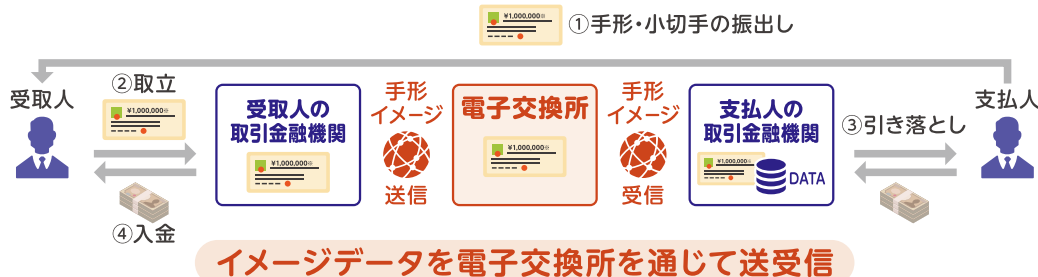 ¥1,000,000※
①手形・小切手の振出し
受取人
②取立
¥1,000,000※
④入金
受取人の
取引金融機関
¥1,000,000※
手形
イメージ
送信
電子交換所
¥1,000,000※
手形
イメージ
受信
支払人の
取引金融機関
¥1,000,000※
DATA
③引き落とし
支払人
イメージデータを電子交換所を通じて送受信